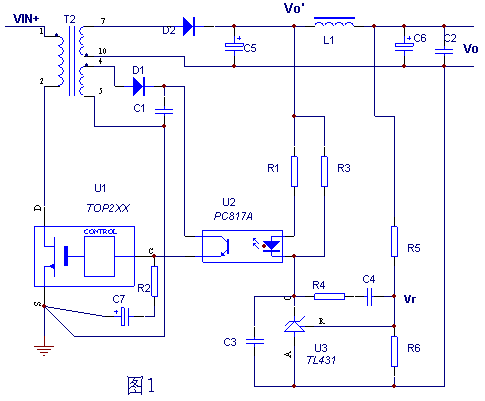 VIN+
T2
Vo'
1
7
D2
C5
L1
C6
C2
Vo
10
4
D1
2
5
C1
R1
R3
U1
TOP2XX
U2
PC817A
D
CONTROL
C
R2
R5
R4
C4
Vr
S
C7
+
+
+
C
R
A
C3
U3
TL431
R6
图1